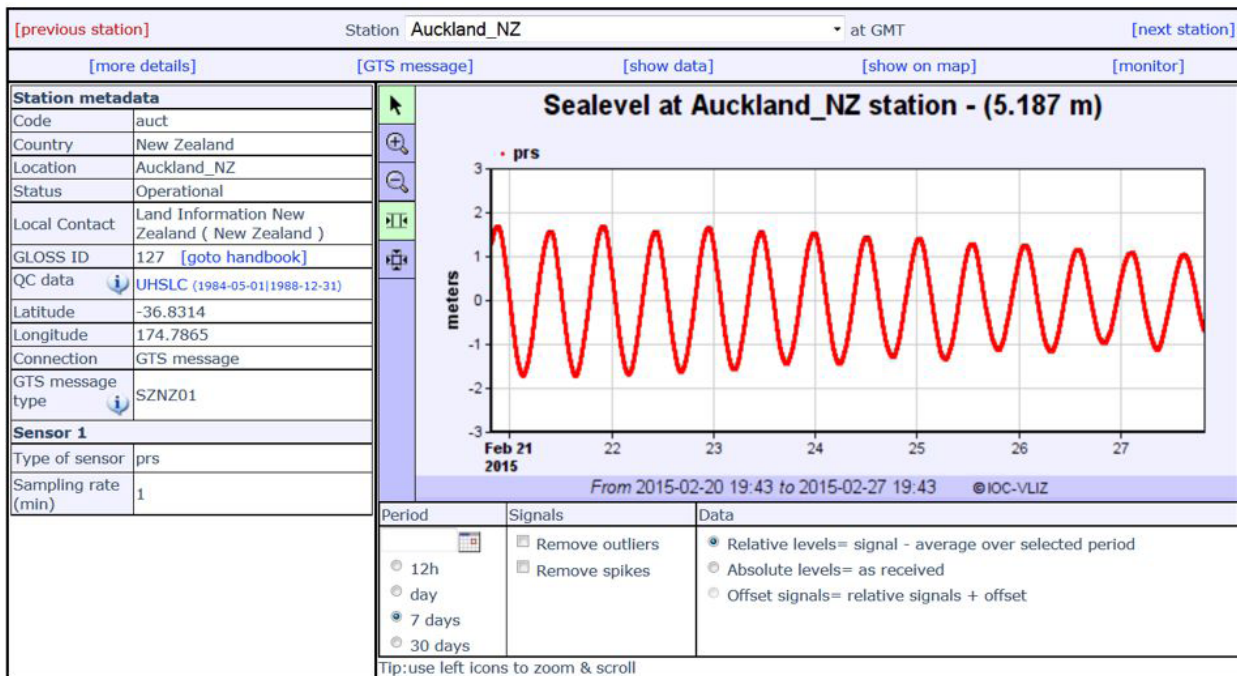 [previous station] Station Auckland_NZ at GMT [next station]
[more details] [GTS message] [show data] [show on map] [monitor]
Station metadata
Code auct
Country New Zealand
Location Auckland_NZ
Status Operational
Local Contact Land Information New
Zealand ( New Zealand )
GLOSS ID 127 [goto handbook]
QC data i UHSLC (1984-05-01|1988-12-31)
Latitude -36.8314
Longitude 174.7865
Connection GTS message
GTS message
type i SZNZ01
Sensor 1
Type of sensor prs
Sampling rate
(min) 1
Sealevel at Auckland_NZ station - (5.187 m)
prs
3
2
1
0
-1
-2
-3
meters
Feb 21 22 23 24 25 26 27
2015
From 2015-02-20 19:43 to 2015-02-27 19:43 ©IOC-VLIZ
Period Signals Data
Remove outliers Relative levels= signal - average over selected period
12h Remove spikes Absolute levels= as received
day Offset signals= relative signals + offset
7 days
30 days
Tip:use left icons to zoom & scroll